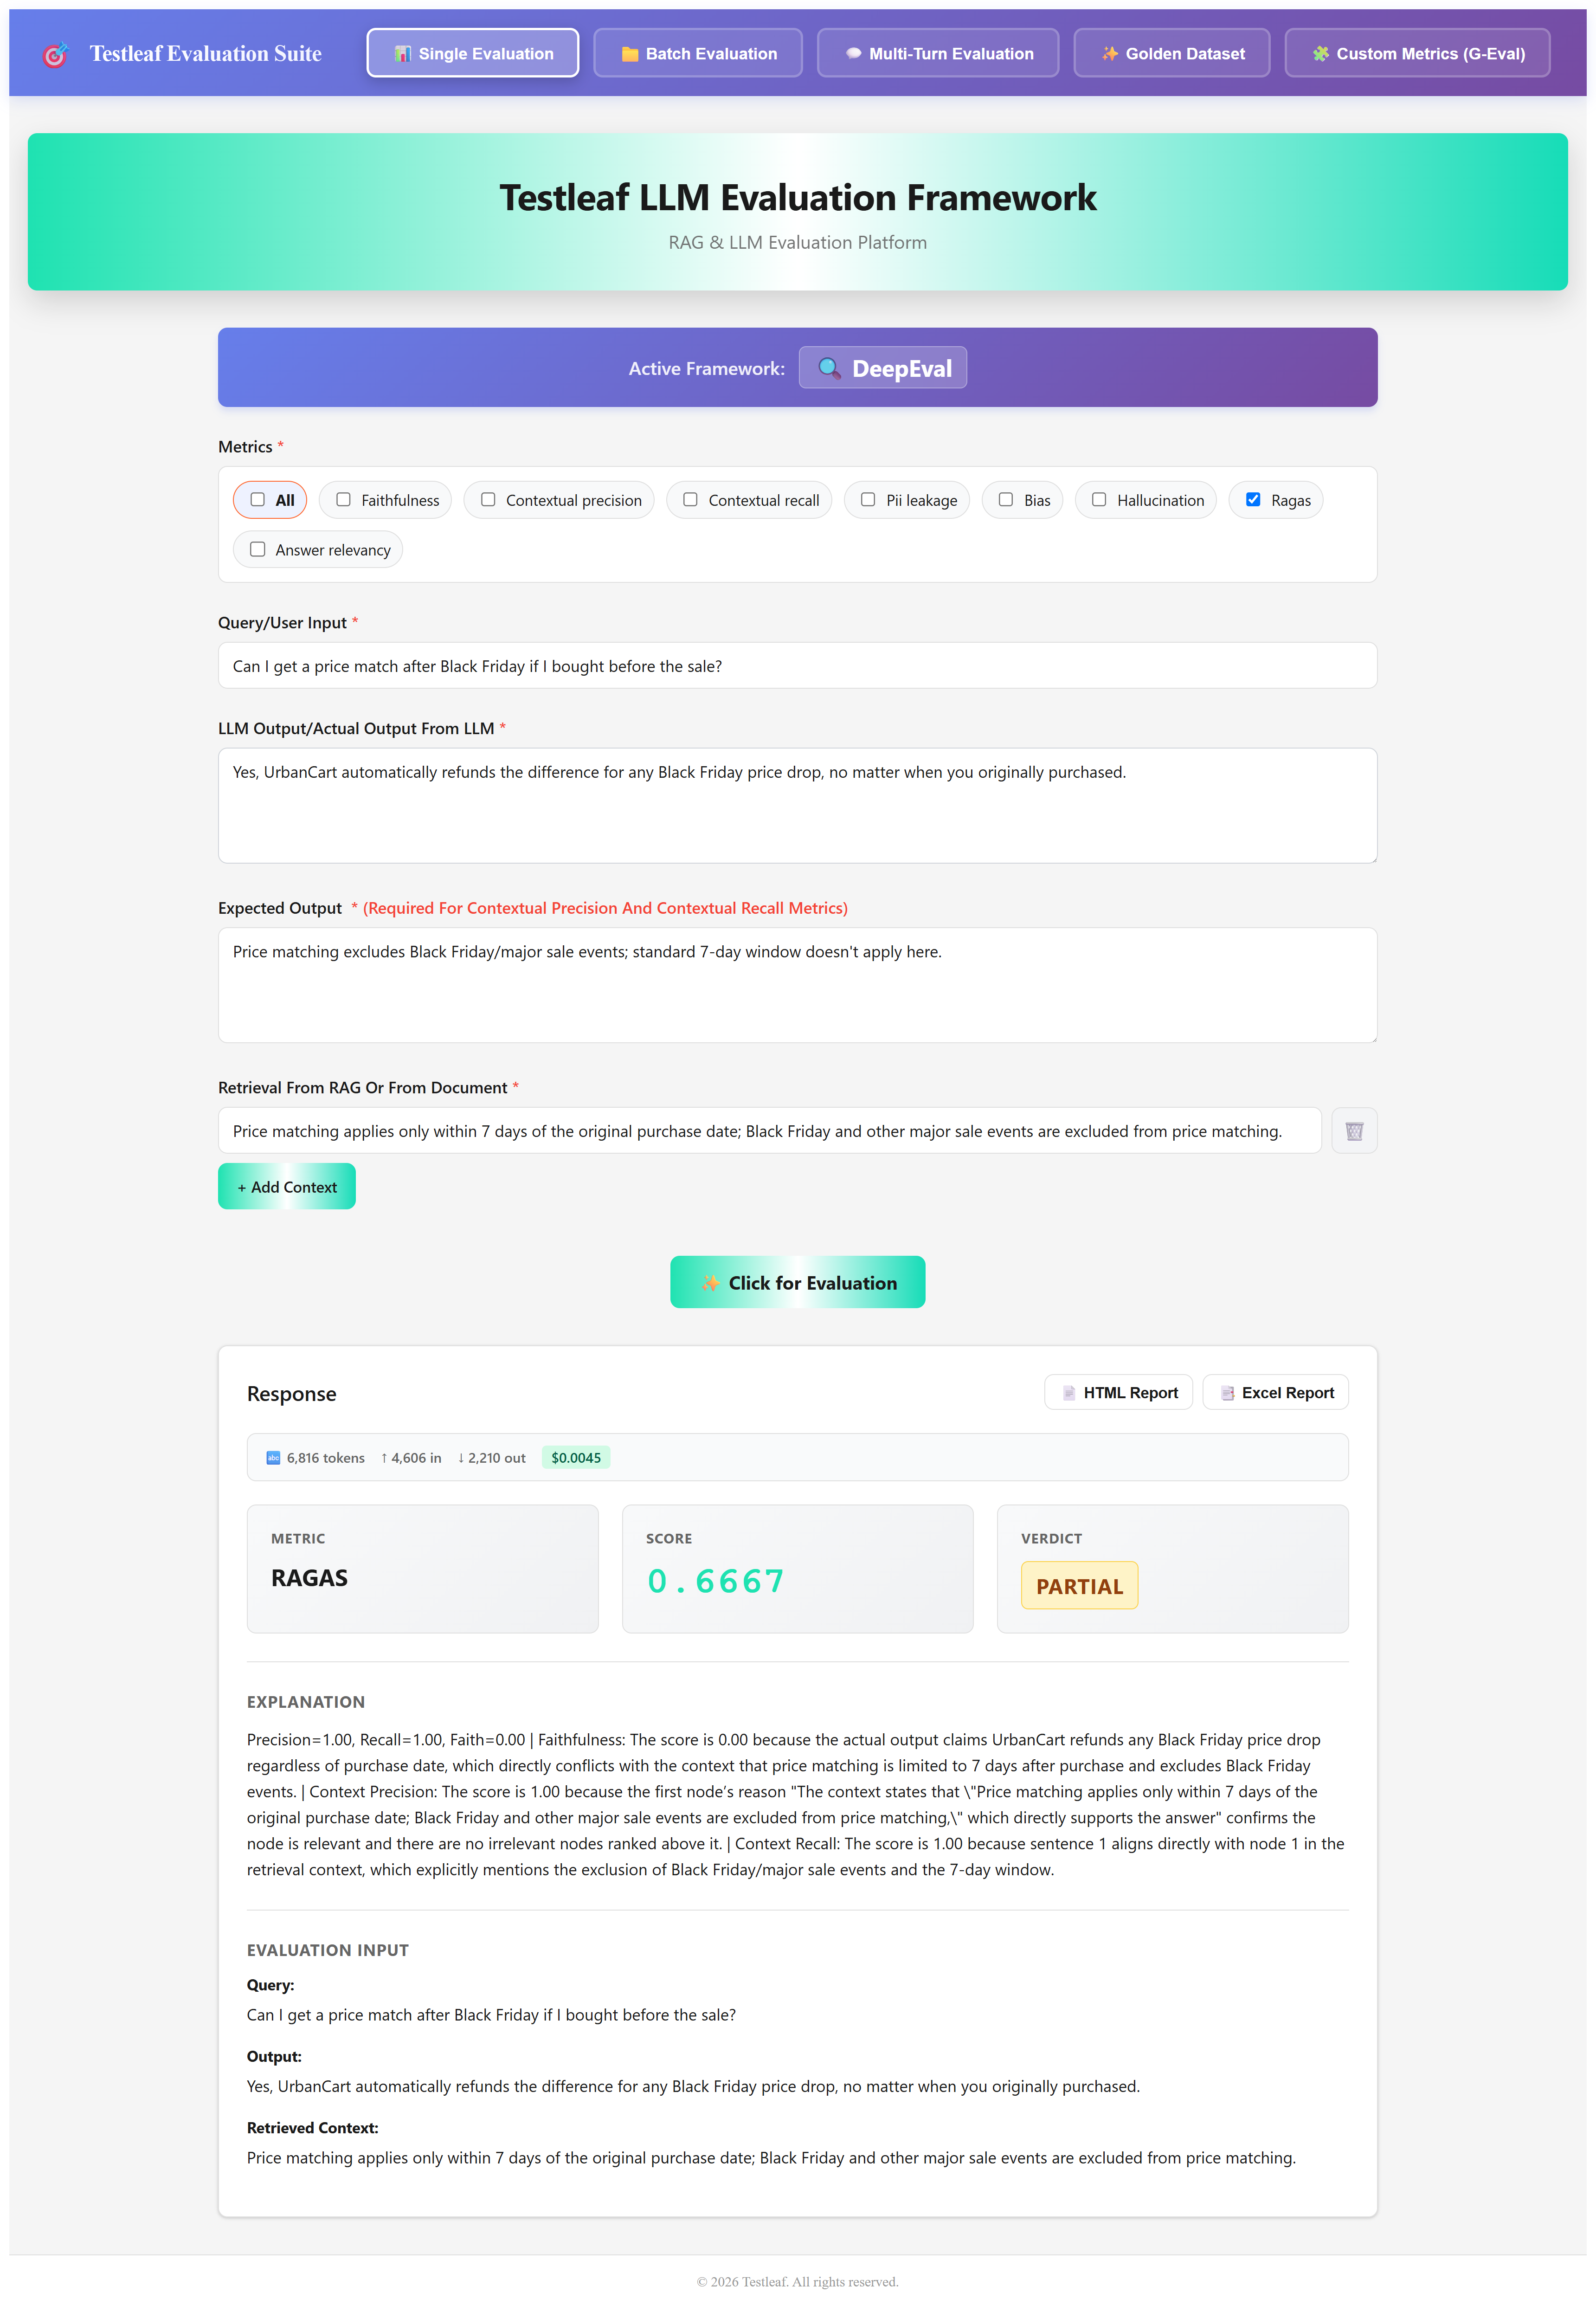 Testleaf Evaluation Suite
Single Evaluation
Batch Evaluation
Multi-Turn Evaluation
Golden Dataset
Custom Metrics (G-Eval)
Testleaf LLM Evaluation Framework
RAG & LLM Evaluation Platform
Active Framework: DeepEval
Metrics *
All Faithfulness Contextual precision Contextual recall Pii leakage Bias Hallucination Ragas
Answer relevancy
Query/User Input *
Can I get a price match after Black Friday if I bought before the sale?
LLM Output/Actual Output From LLM *
Yes, UrbanCart automatically refunds the difference for any Black Friday price drop, no matter when you originally purchased.
Expected Output * (Required For Contextual Precision And Contextual Recall Metrics)
Price matching excludes Black Friday/major sale events; standard 7-day window doesn't apply here.
Retrieval From RAG Or From Document *
Price matching applies only within 7 days of the original purchase date; Black Friday and other major sale events are excluded from price matching.
+ Add Context
Click for Evaluation
Response
HTML Report
Excel Report
abc 6,816 tokens ↑ 4,606 in ↓ 2,210 out $0.0045
METRIC
RAGAS
SCORE
0.6667
VERDICT
PARTIAL
EXPLANATION
Precision=1.00, Recall=1.00, Faith=0.00 | Faithfulness: The score is 0.00 because the actual output claims UrbanCart refunds any Black Friday price drop
regardless of purchase date, which directly conflicts with the context that price matching is limited to 7 days after purchase and excludes Black Friday
events. | Context Precision: The score is 1.00 because the first node’s reason "The context states that \"Price matching applies only within 7 days of the
original purchase date; Black Friday and other major sale events are excluded from price matching,\" which directly supports the answer" confirms the
node is relevant and there are no irrelevant nodes ranked above it. | Context Recall: The score is 1.00 because sentence 1 aligns directly with node 1 in the
retrieval context, which explicitly mentions the exclusion of Black Friday/major sale events and the 7-day window.
EVALUATION INPUT
Query:
Can I get a price match after Black Friday if I bought before the sale?
Output:
Yes, UrbanCart automatically refunds the difference for any Black Friday price drop, no matter when you originally purchased.
Retrieved Context:
Price matching applies only within 7 days of the original purchase date; Black Friday and other major sale events are excluded from price matching.
© 2026 Testleaf. All rights reserved.